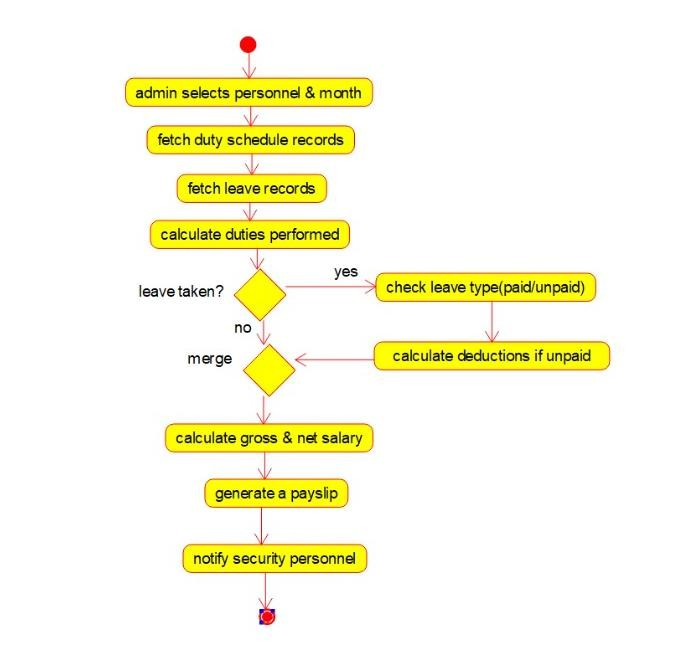 admin selects personnel & month
fetch duty schedule records
fetch leave records
calculate duties performed
leave taken?
yes
check leave type(paid/unpaid)
no
merge
calculate deductions if unpaid
calculate gross & net salary
generate a payslip
notify security personnel